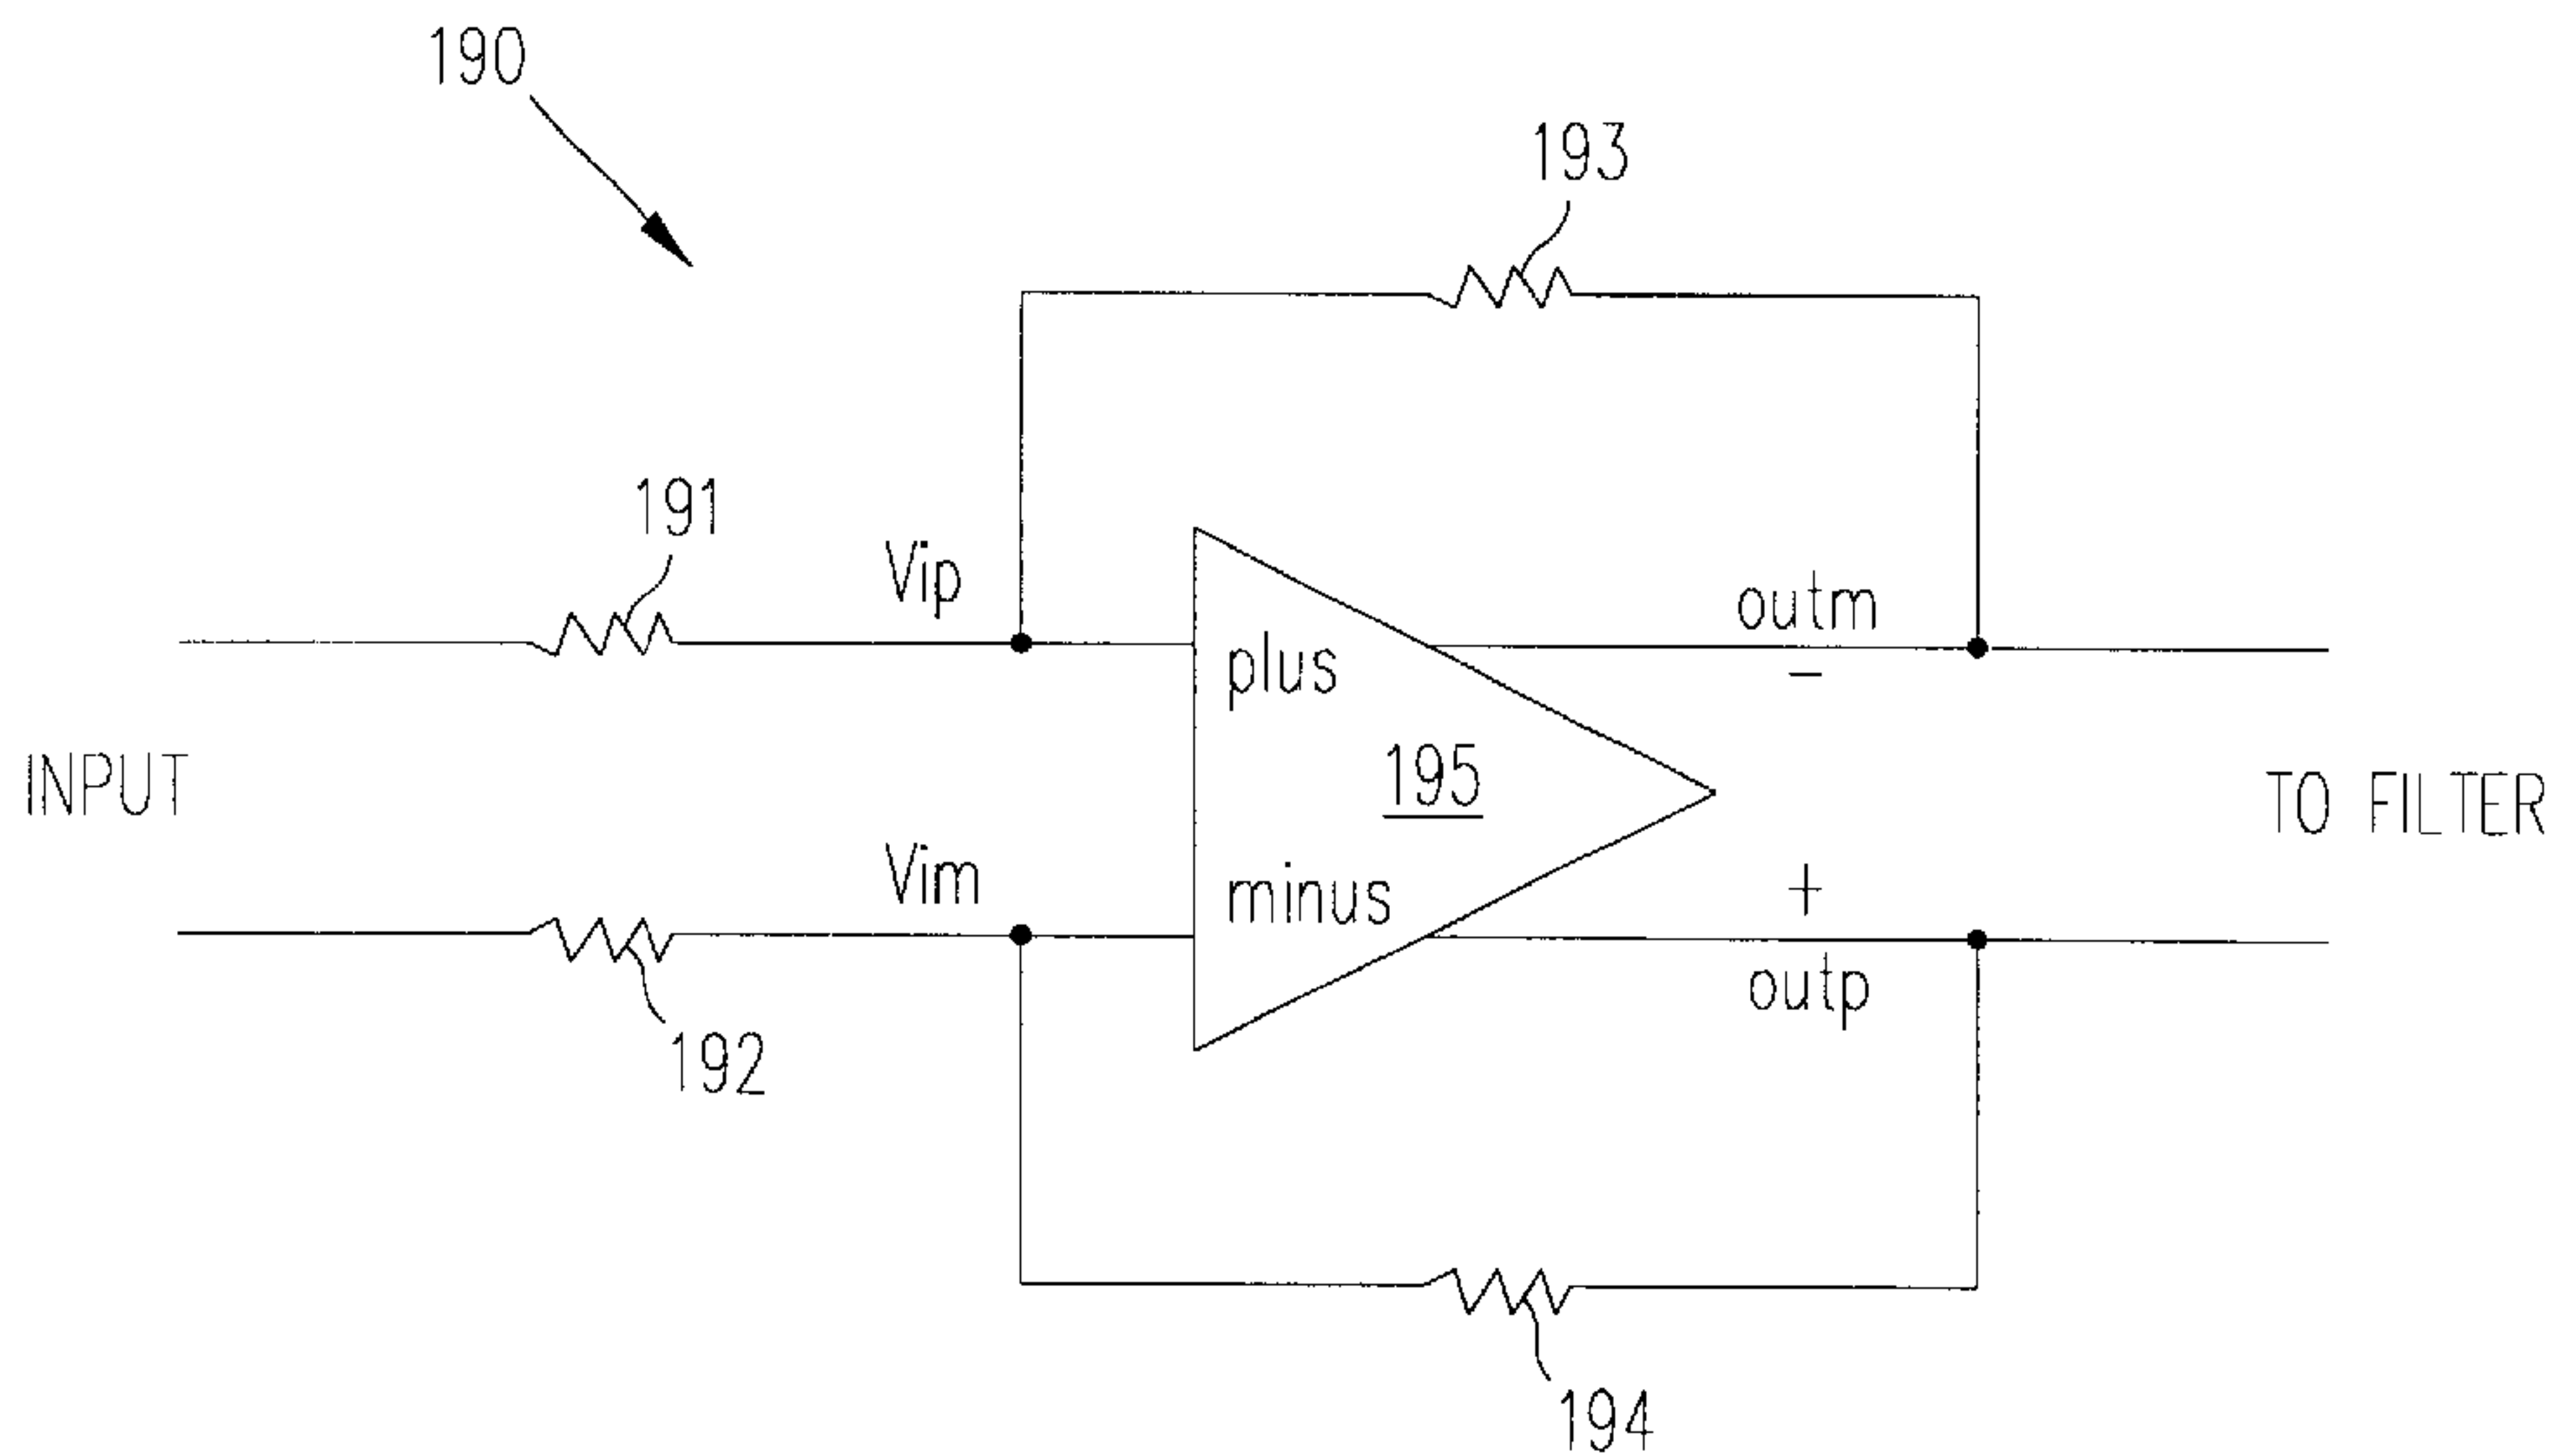 190
193
191
Vip
outm
plus
−
195
INPUT
TO FILTER
Vim
minus
+
outp
192
194